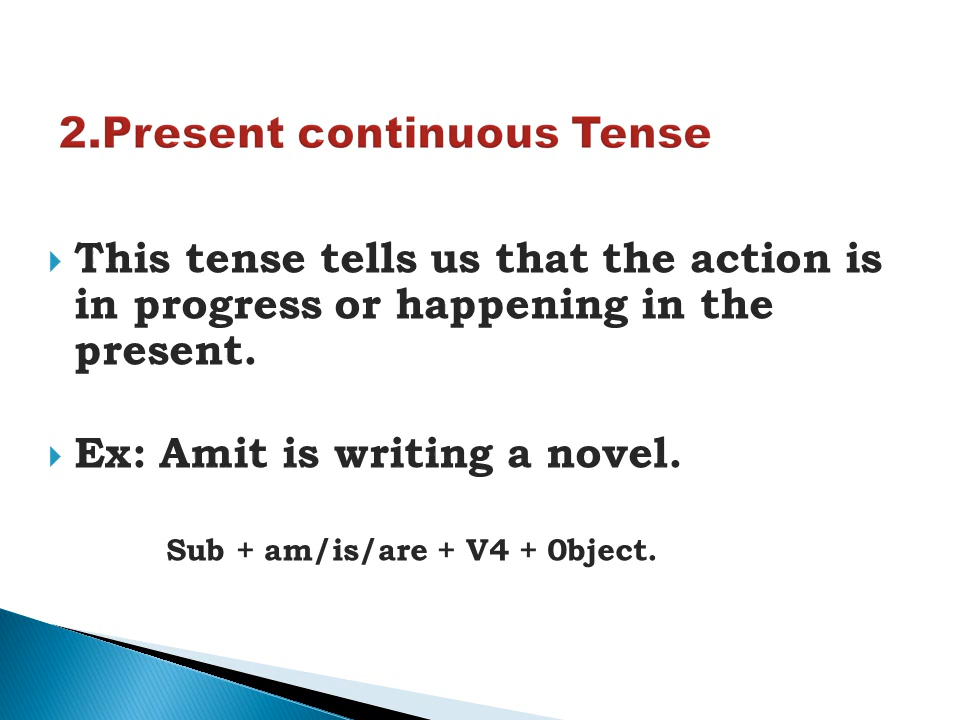 2.Present continuous Tense
This tense tells us that the action is
in progress or happening in the
present.
Ex: Amit is writing a novel.
Sub + am/is/are + V4 + 0bject.